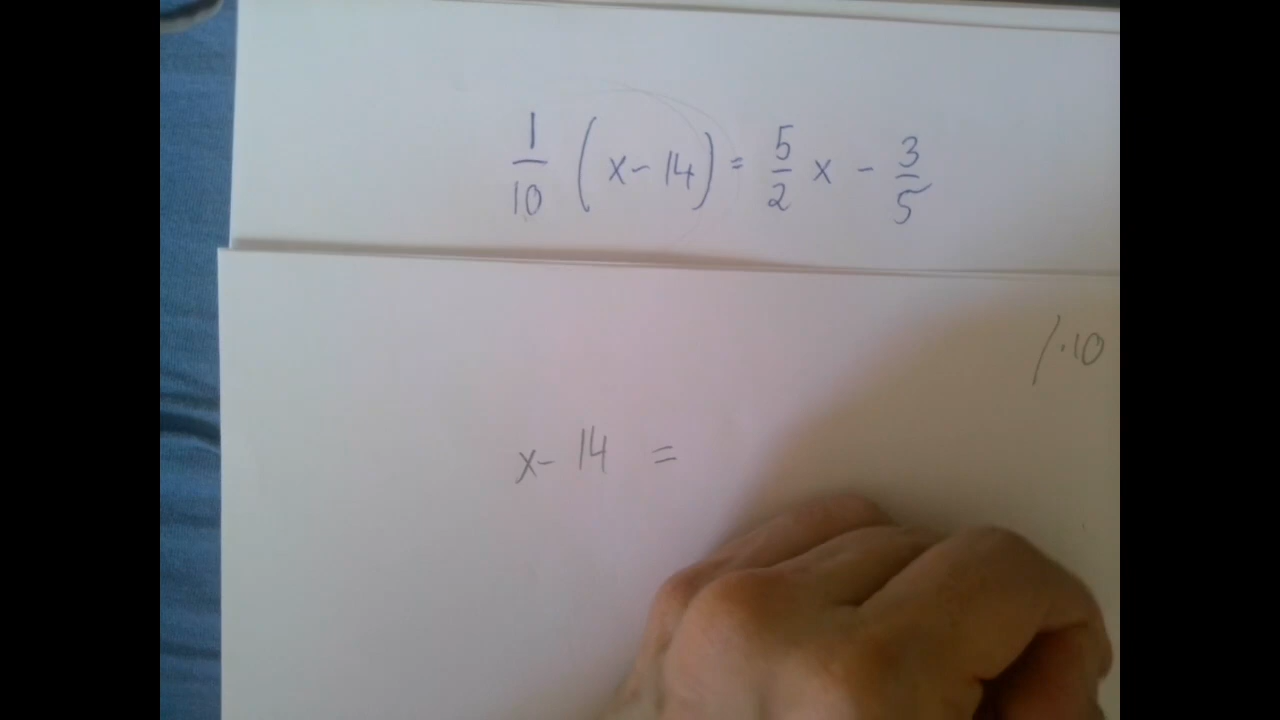 1/10 (x-14) = 5/2 x - 3/5
/·10
x-14 =